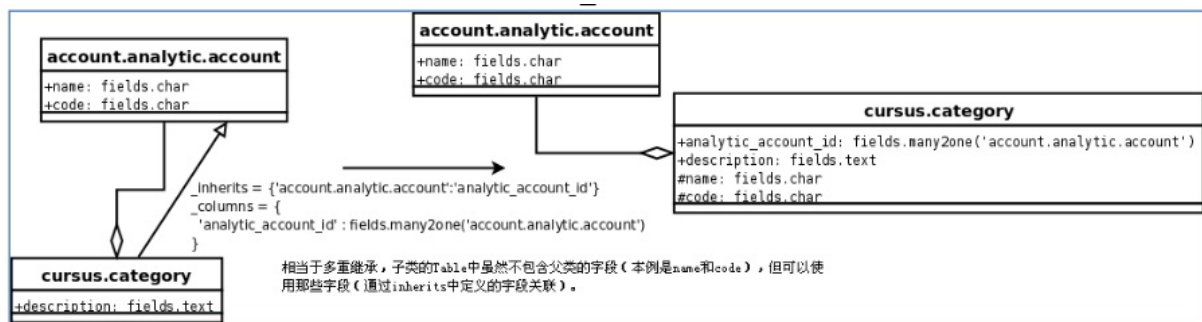 account.analytic.account
+name: fields.char
+code: fields.char
cursus.category
+description: fields.text
_inherits = {'account.analytic.account':'analytic_account_id'}
_columns = {
'analytic_account_id' : fields.many2one('account.analytic.account')
}
account.analytic.account
+name: fields.char
+code: fields.char
cursus.category
+analytic_account_id: fields.many2one('account.analytic.account')
+description: fields.text
#name: fields.char
#code: fields.char
相当于多重继承，子类的Table中虽然不包含父类的字段（本例是name和code），但可以使
用那些字段（通过inherits中定义的字段关联）。